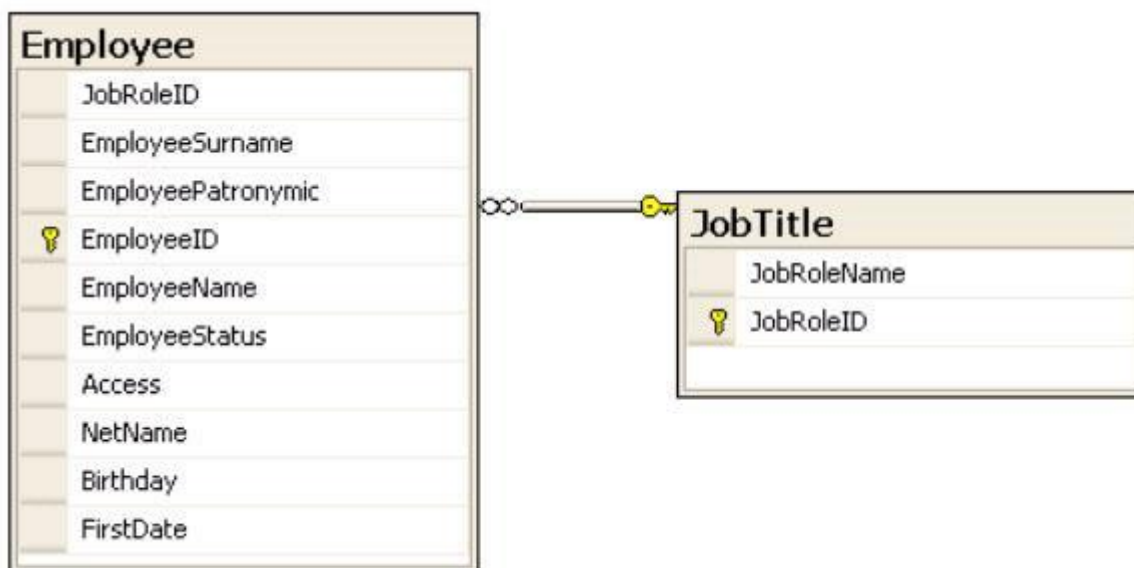 Employee
JobRoleID
EmployeeSurname
EmployeePatronymic
EmployeeID
EmployeeName
EmployeeStatus
Access
NetName
Birthday
FirstDate
JobTitle
JobRoleName
JobRoleID